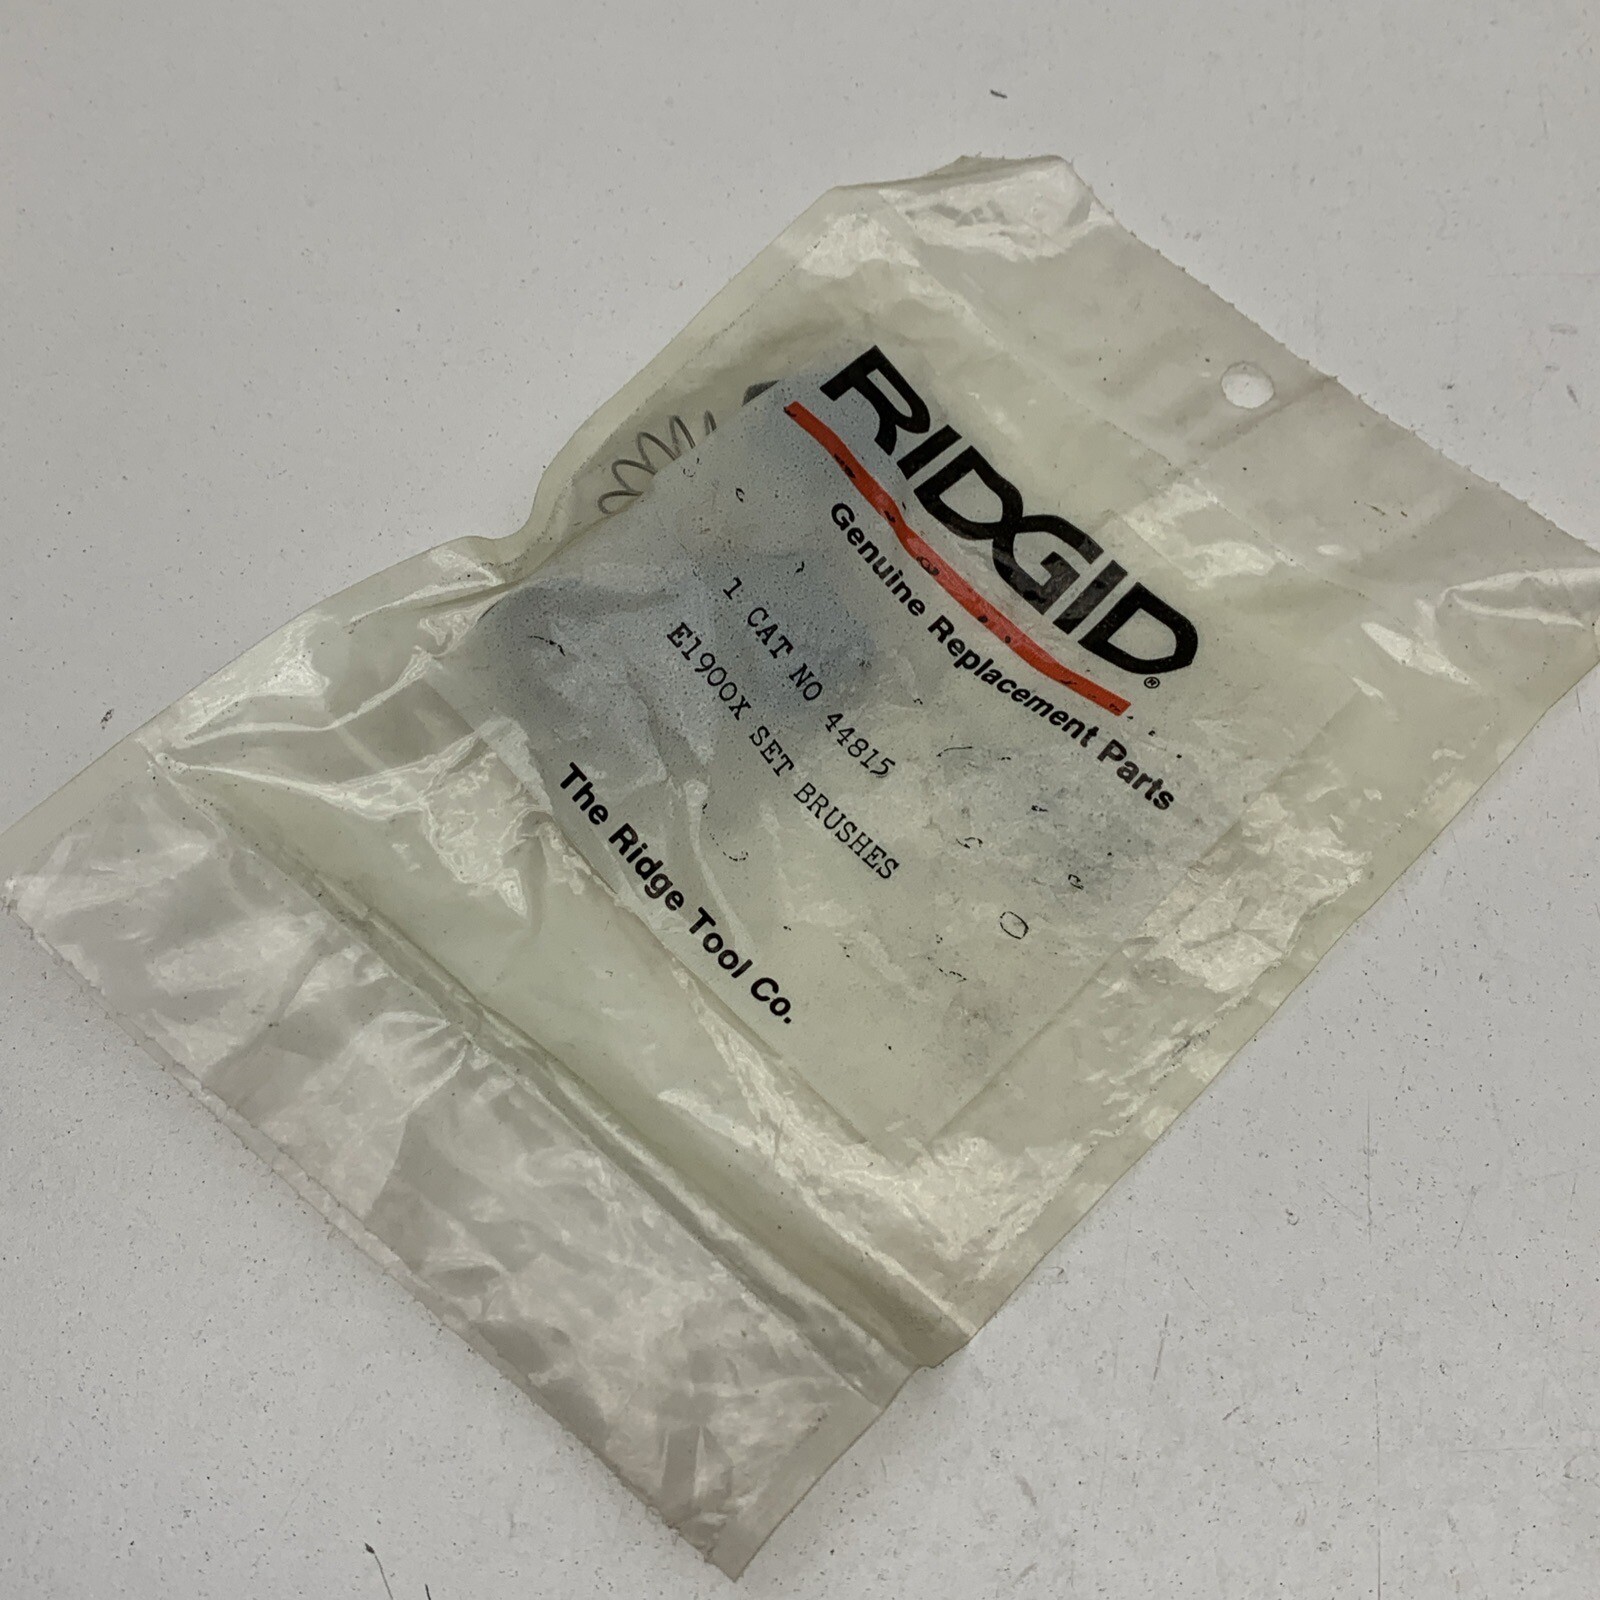 RIDGID®
Genuine Replacement Parts
1 CAT NO 44815
E1900X SET BRUSHES
The Ridge Tool Co.